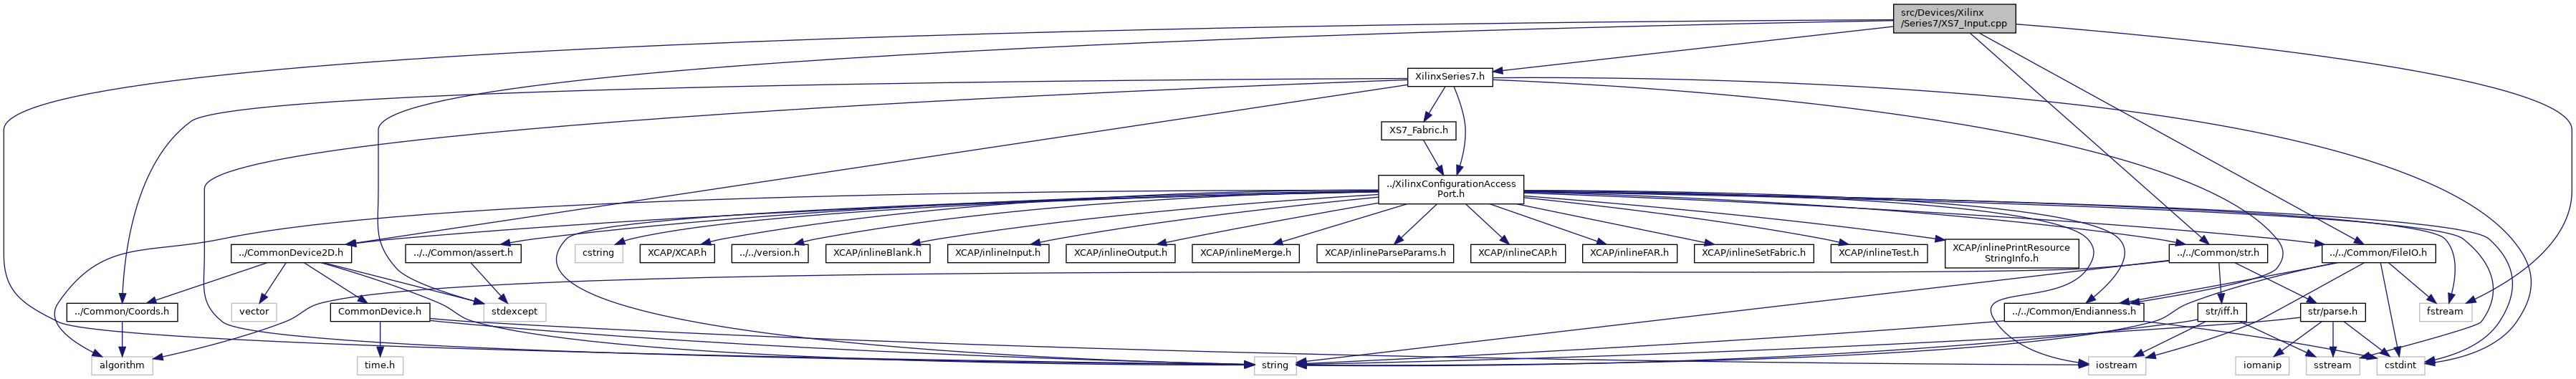 src/Devices/Xilinx
/Series7/XS7_Input.cpp
XilinxSeries7.h
XS7_Fabric.h
../XilinxConfigurationAccess
Port.h
../CommonDevice2D.h
../../Common/assert.h
cstring
XCAP/XCAP.h
../../version.h
XCAP/inlineBlank.h
XCAP/inlineInput.h
XCAP/inlineOutput.h
XCAP/inlineMerge.h
XCAP/inlineParseParams.h
XCAP/inlineCAP.h
XCAP/inlineFAR.h
XCAP/inlineSetFabric.h
XCAP/inlineTest.h
XCAP/inlinePrintResource
StringInfo.h
../../Common/str.h
../../Common/FileIO.h
../Common/Coords.h
vector
CommonDevice.h
stdexcept
../../Common/Endianness.h
str/iff.h
str/parse.h
fstream
algorithm
time.h
string
iostream
iomanip
sstream
cstdint